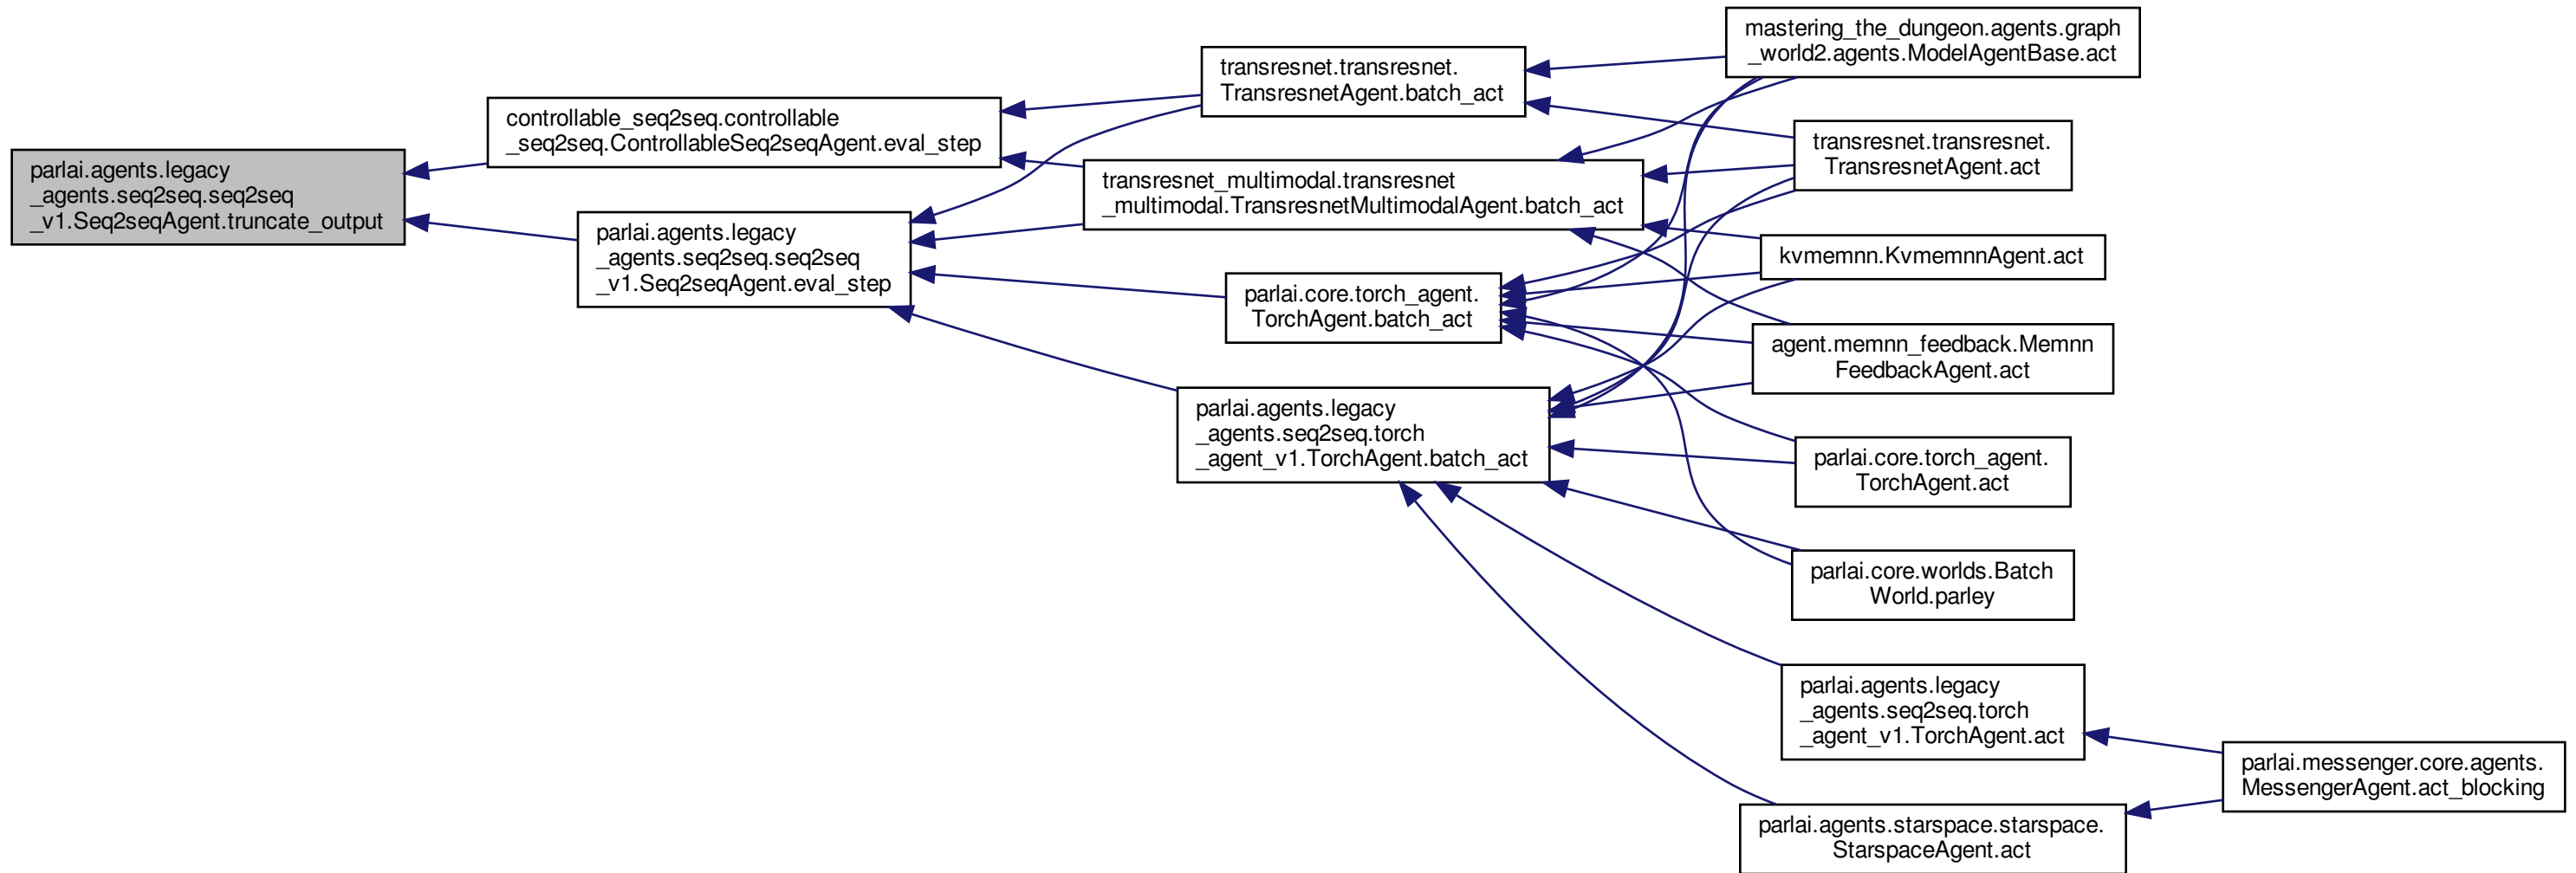 parlai.agents.legacy
_agents.seq2seq.seq2seq
_v1.Seq2seqAgent.truncate_output
controllable_seq2seq.controllable
_seq2seq.ControllableSeq2seqAgent.eval_step
parlai.agents.legacy
_agents.seq2seq.seq2seq
_v1.Seq2seqAgent.eval_step
transresnet.transresnet.
TransresnetAgent.batch_act
transresnet_multimodal.transresnet
_multimodal.TransresnetMultimodalAgent.batch_act
parlai.core.torch_agent.
TorchAgent.batch_act
parlai.agents.legacy
_agents.seq2seq.torch
_agent_v1.TorchAgent.batch_act
mastering_the_dungeon.agents.graph
_world2.agents.ModelAgentBase.act
transresnet.transresnet.
TransresnetAgent.act
kvmemnn.KvmemnnAgent.act
agent.memnn_feedback.Memnn
FeedbackAgent.act
parlai.core.torch_agent.
TorchAgent.act
parlai.core.worlds.Batch
World.parley
parlai.agents.legacy
_agents.seq2seq.torch
_agent_v1.TorchAgent.act
parlai.agents.starspace.starspace.
StarspaceAgent.act
parlai.messenger.core.agents.
MessengerAgent.act_blocking